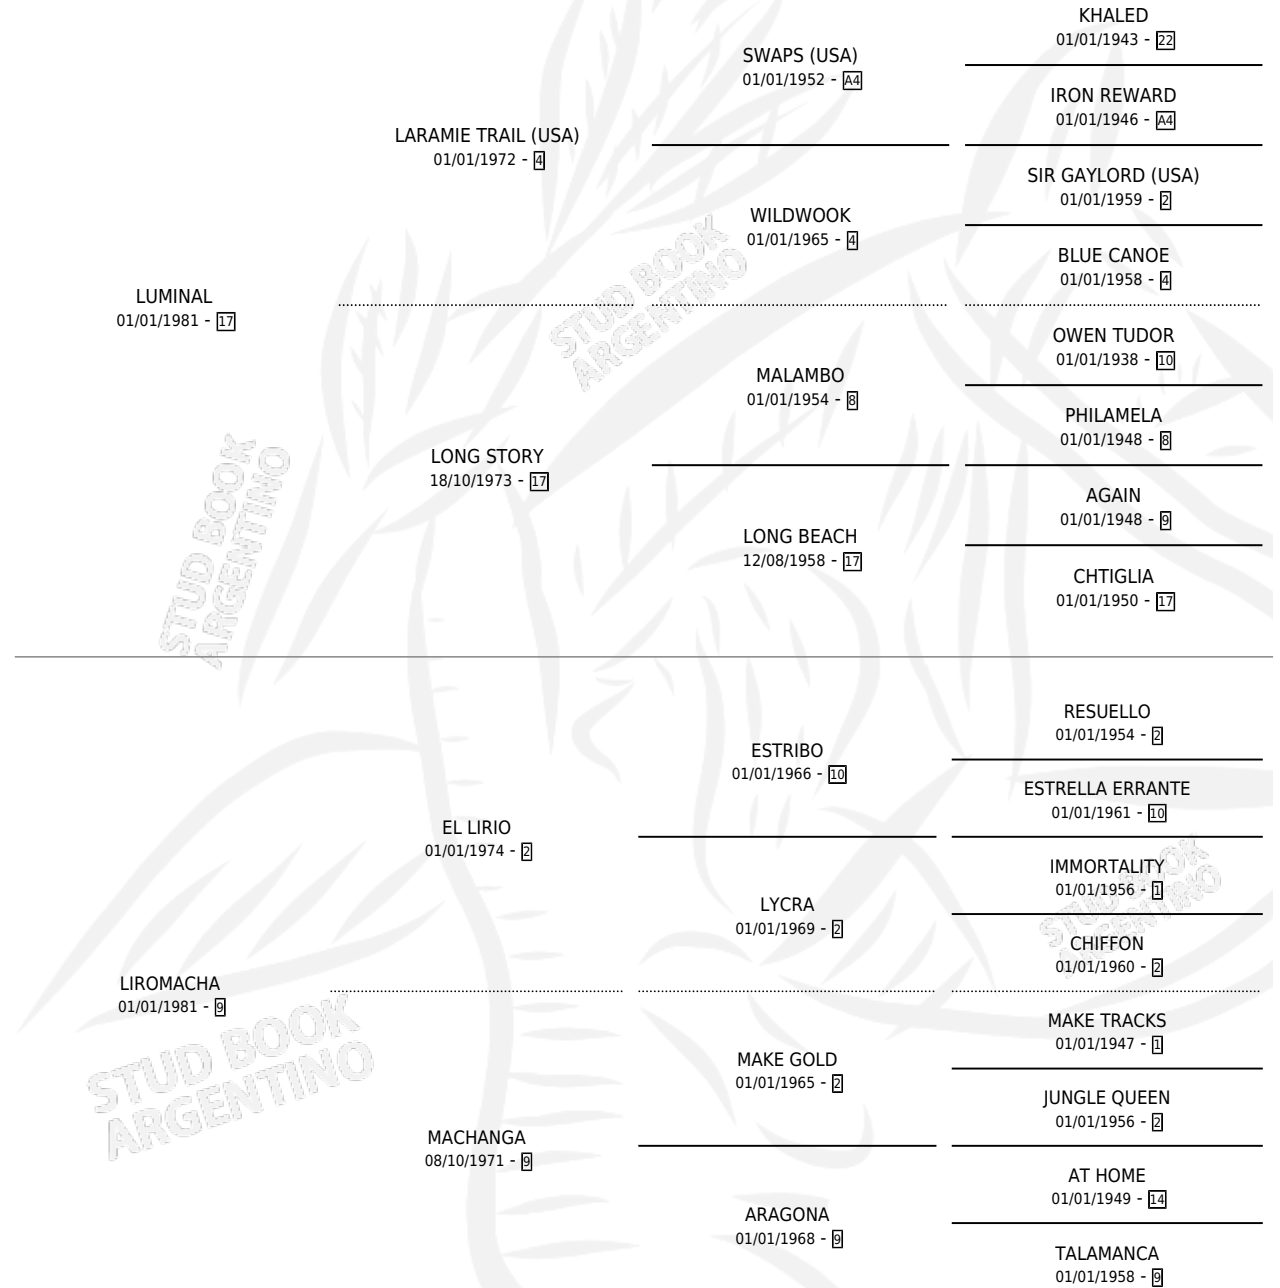 KHALED
01/01/1943 - 22
SWAPS (USA)
01/01/1952 - A4
IRON REWARD
01/01/1946 - A4
LARAMIE TRAIL (USA)
01/01/1972 - 4
SIR GAYLORD (USA)
01/01/1959 - 2
WILDWOOK
01/01/1965 - 4
BLUE CANOE
01/01/1958 - 4
LUMINAL
01/01/1981 - 17
STUD BOOK
ARGENTINO
OWEN TUDOR
01/01/1938 - 10
MALAMBO
01/01/1954 - 8
PHILAMELA
01/01/1948 - 8
LONG STORY
18/10/1973 - 17
AGAIN
01/01/1948 - 9
LONG BEACH
12/08/1958 - 17
CHTIGLIA
01/01/1950 - 17
STUD BOOK
ARGENTINO
RESUELLO
01/01/1954 - 2
ESTRIBO
01/01/1966 - 10
ESTRELLA ERRANTE
01/01/1961 - 10
EL LIRIO
01/01/1974 - 2
IMMORTALITY
01/01/1956 - 1
LYCRA
01/01/1969 - 2
CHIFFON
01/01/1960 - 2
STUD BOOK
ARGENTINO
LIROMACHA
01/01/1981 - 9
STUD BOOK
ARGENTINO
MAKE TRACKS
01/01/1947 - 1
MAKE GOLD
01/01/1965 - 2
JUNGLE QUEEN
01/01/1956 - 2
MACHANGA
08/10/1971 - 9
AT HOME
01/01/1949 - 14
ARAGONA
01/01/1968 - 9
TALAMANCA
01/01/1958 - 9